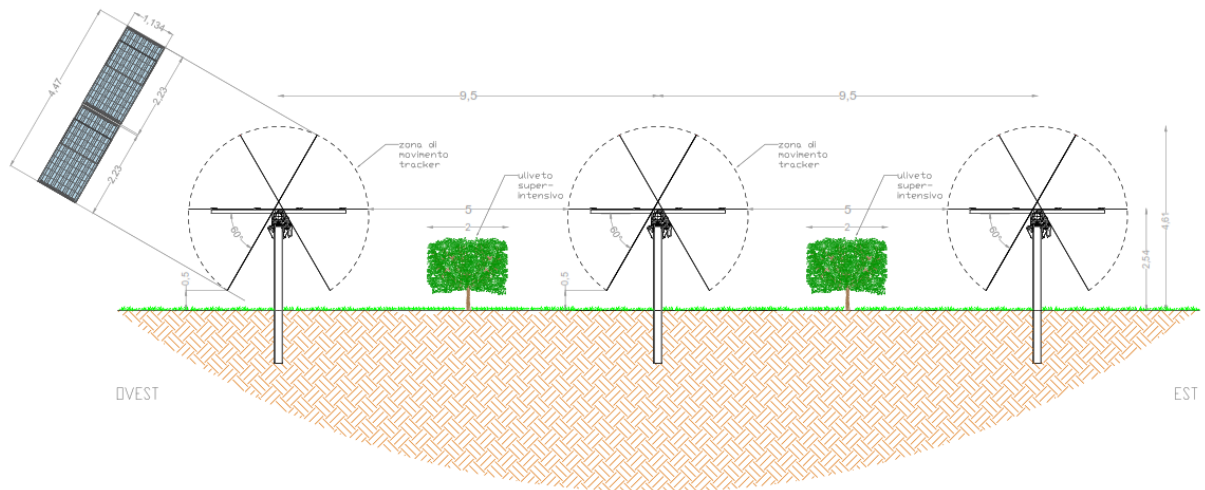 1,134
4,47
2,23
2,23
9,5
9,5
zona di
movimento
tracker
uliveto
super-
intensivo
zona di
movimento
tracker
uliveto
super-
intensivo
5
5
2
2
60°
60°
60°
0,5
0,5
2,54
4,61
OVEST
EST